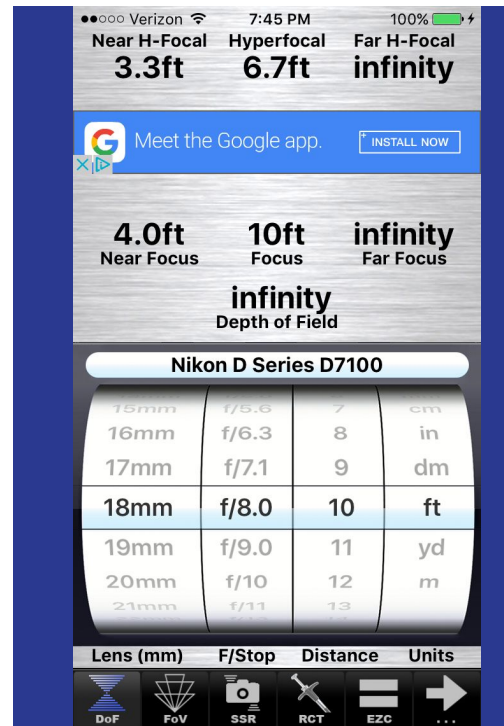 Verizon 7:45 PM 100%
Near H-Focal Hyperfocal Far H-Focal
3.3ft 6.7ft infinity
G Meet the Google app. INSTALL NOW
4.0ft 10ft infinity
Near Focus Focus Far Focus
infinity
Depth of Field
Nikon D Series D7100
15mm f/5.6 7 cm
16mm f/6.3 8 in
17mm f/7.1 9 dm
18mm f/8.0 10 ft
19mm f/9.0 11 yd
20mm f/10 12 m
21mm f/11 13
Lens (mm) F/Stop Distance Units
DoF FoV SSR RCT EZC ...